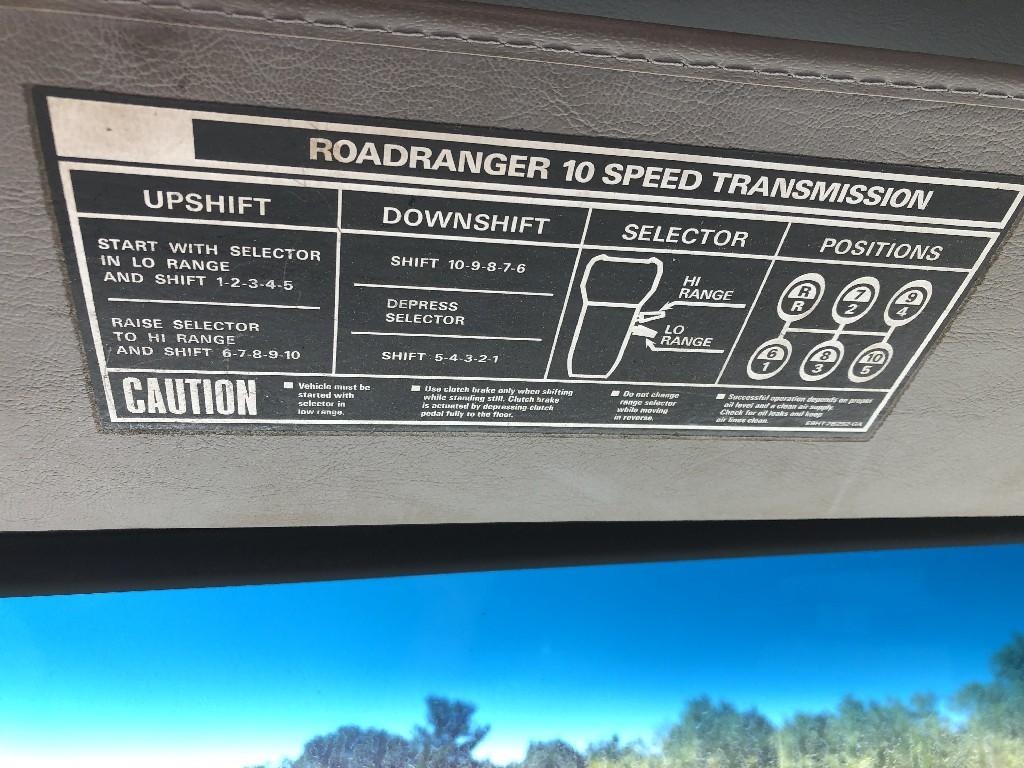 ROADRANGER 10 SPEED TRANSMISSION
UPSHIFT
START WITH SELECTOR
IN LO RANGE
AND SHIFT 1-2-3-4-5
RAISE SELECTOR
TO HI RANGE
AND SHIFT 6-7-8-9-10
DOWNSHIFT
SHIFT 10-9-8-7-6
DEPRESS
SELECTOR
SHIFT 5-4-3-2-1
SELECTOR
HI
RANGE
LO
RANGE
POSITIONS
R 7 9
R 2 4
6 8 10
1 3 5
CAUTION
Vehicle must be
started with
selector in
low range.
Use clutch brake only when shifting
while standing still. Clutch brake
is actuated by depressing clutch
pedal fully to the floor.
Do not change
range selector
while moving
in reverse.
Successful operation depends on proper
oil level and a clean air supply.
Check for oil leaks and keep
air lines clean.